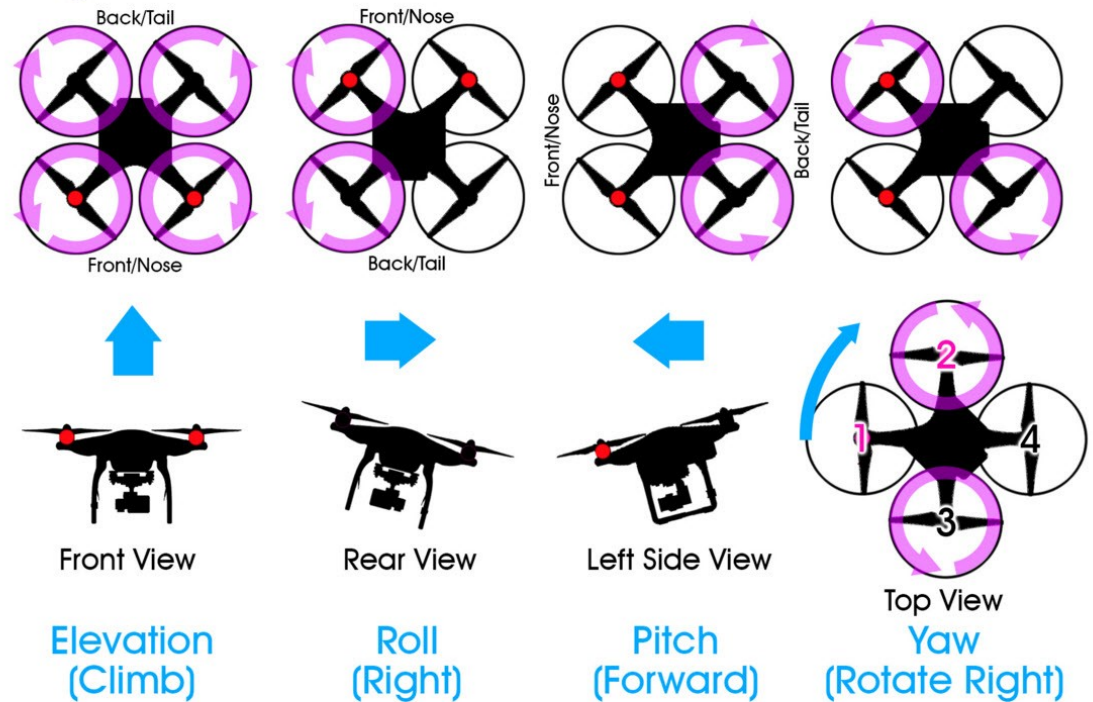 Back/Tail
Front/Nose
Front/Nose
Back/Tail
Front/Nose
Back/Tail
1
2
3
4
Front View
Rear View
Left Side View
Top View
Elevation
(Climb)
Roll
(Right)
Pitch
(Forward)
Yaw
(Rotate Right)